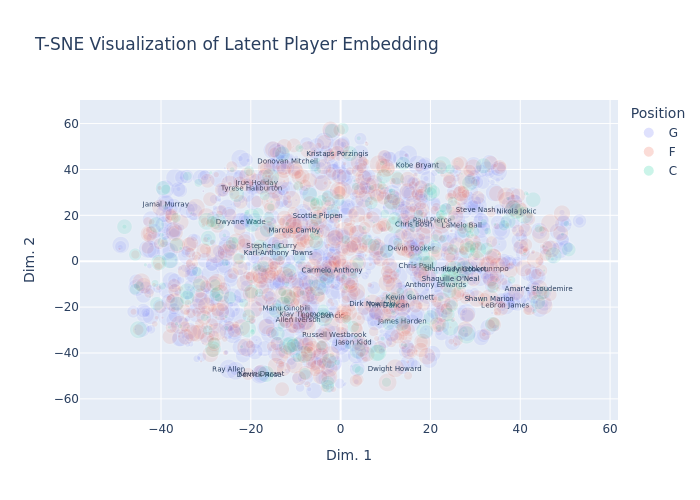 T-SNE Visualization of Latent Player Embedding
Position
G
F
C
Dim. 2
60
40
20
0
−20
−40
−60
Kristaps Porzingis
Donovan Mitchell
Kobe Bryant
Jrue Holiday
Tyrese Haliburton
Jamal Murray
Steve Nash
Nikola Jokic
Scottie Pippen
Dwyane Wade
Paul Pierce
Chris Bosh
LaMelo Ball
Marcus Camby
Stephen Curry
Karl-Anthony Towns
Devin Booker
Chris Paul
Carmelo Anthony
Shaquille O'Neal
Anthony Edwards
Amar'e Stoudemire
Kevin Garnett
Shawn Marion
LeBron James
Dirk Nowitzki
Tim Duncan
Manu Ginobili
Klay Thompson
Allen Iverson
James Harden
Russell Westbrook
Jason Kidd
Ray Allen
Dwight Howard
−40
−20
0
20
40
60
Dim. 1